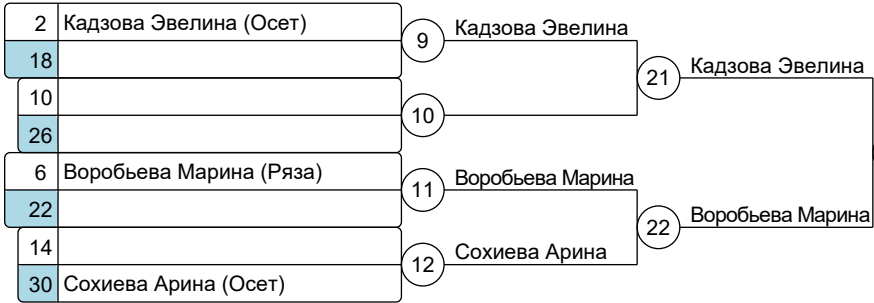 2 Кадзова Эвелина (Осет)
18
9 Кадзова Эвелина
10
26
10
21 Кадзова Эвелина
6 Воробьева Марина (Ряза)
22
11 Воробьева Марина
14
30 Сохиева Арина (Осет)
12 Сохиева Арина
22 Воробьева Марина